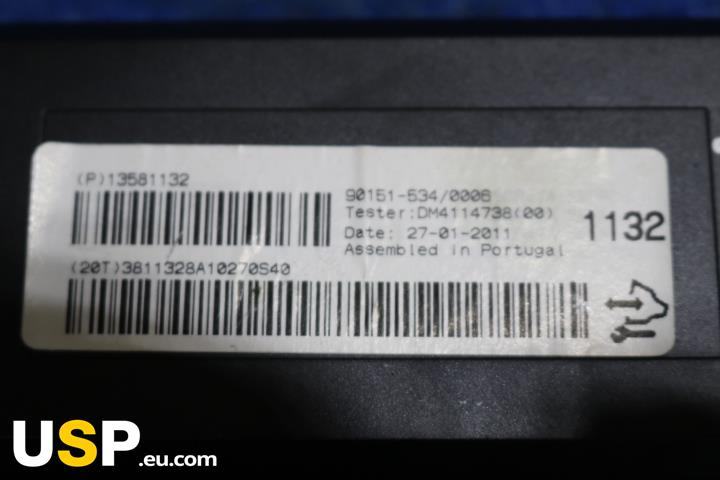 (P)13581132
90151-534/0006
Tester:DM4114738(00)
Date: 27-01-2011
Assembled in Portugal
1132
(20T)3811328A10270S40
USP.eu.com